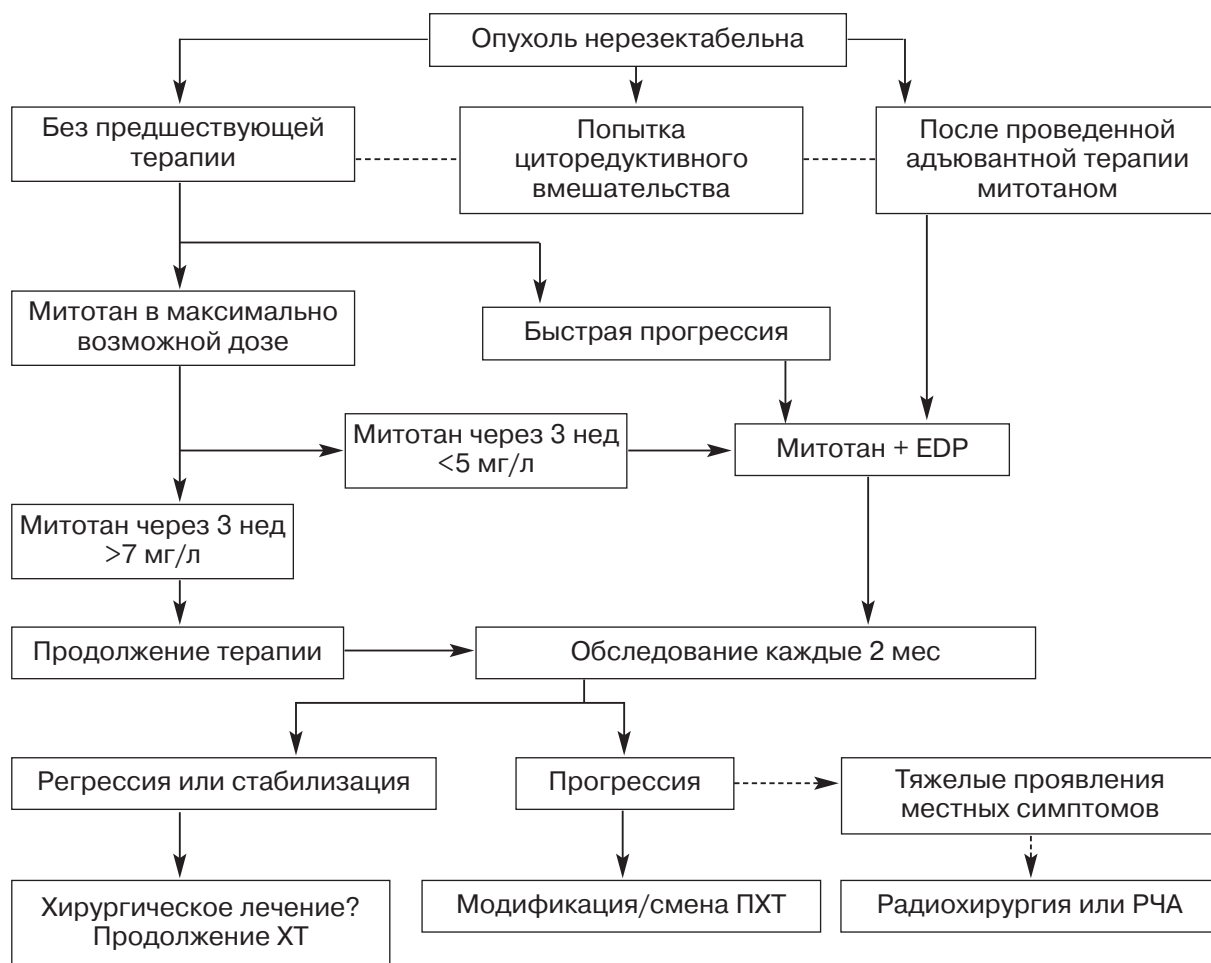 Опухоль нерезектабельна
Без предшествующей
терапии
Попытка
циторедуктивного
вмешательства
После проведенной
адъювантной терапии
митотаном
Митотан в максимально
возможной дозе
Быстрая прогрессия
Митотан через 3 нед
<5 мг/л
Митотан + EDP
Митотан через 3 нед
>7 мг/л
Продолжение терапии
Обследование каждые 2 мес
Регрессия или стабилизация
Прогрессия
Тяжелые проявления
местных симптомов
Хирургическое лечение?
Продолжение ХТ
Модификация/смена ПХТ
Радиохирургия или РЧА